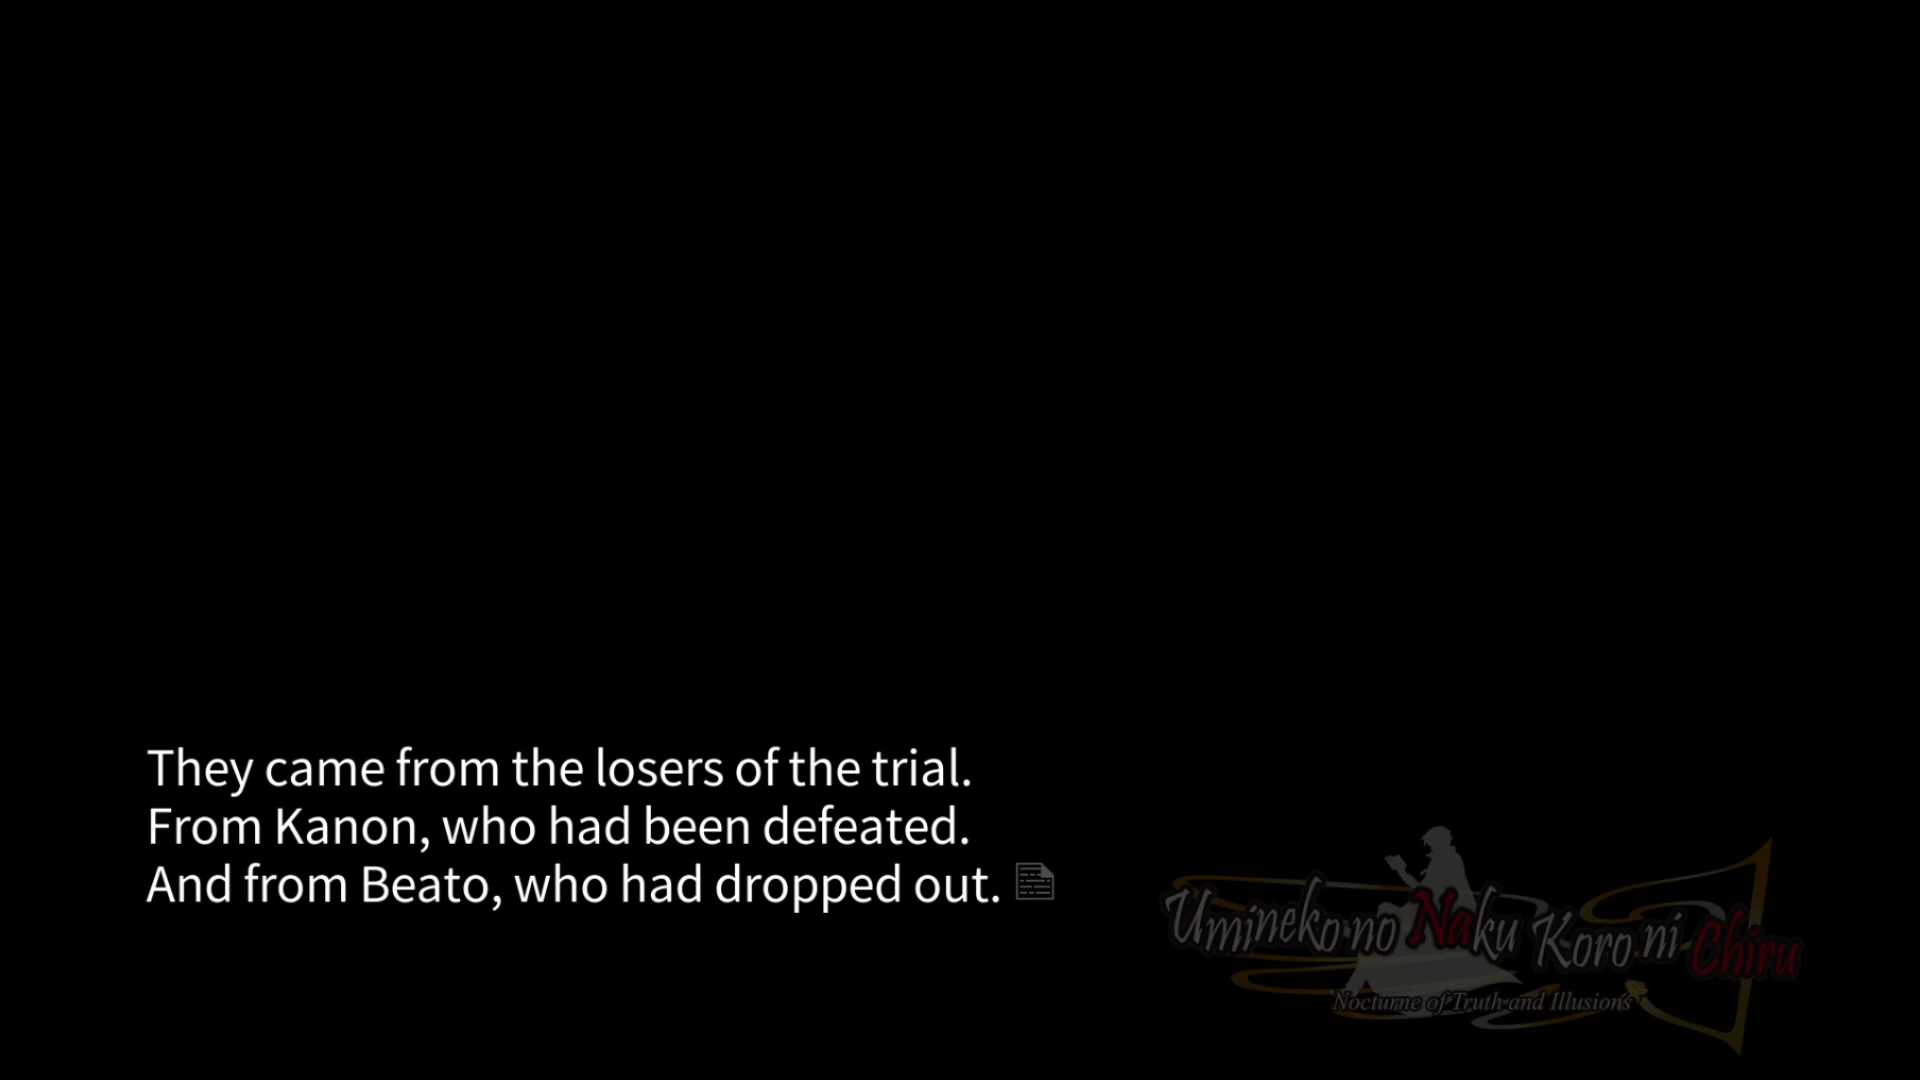 They came from the losers of the trial.
From Kanon, who had been defeated.
And from Beato, who had dropped out.
Umineko no Naku Koro ni Chiru
Nocturne of Truth and Illusions